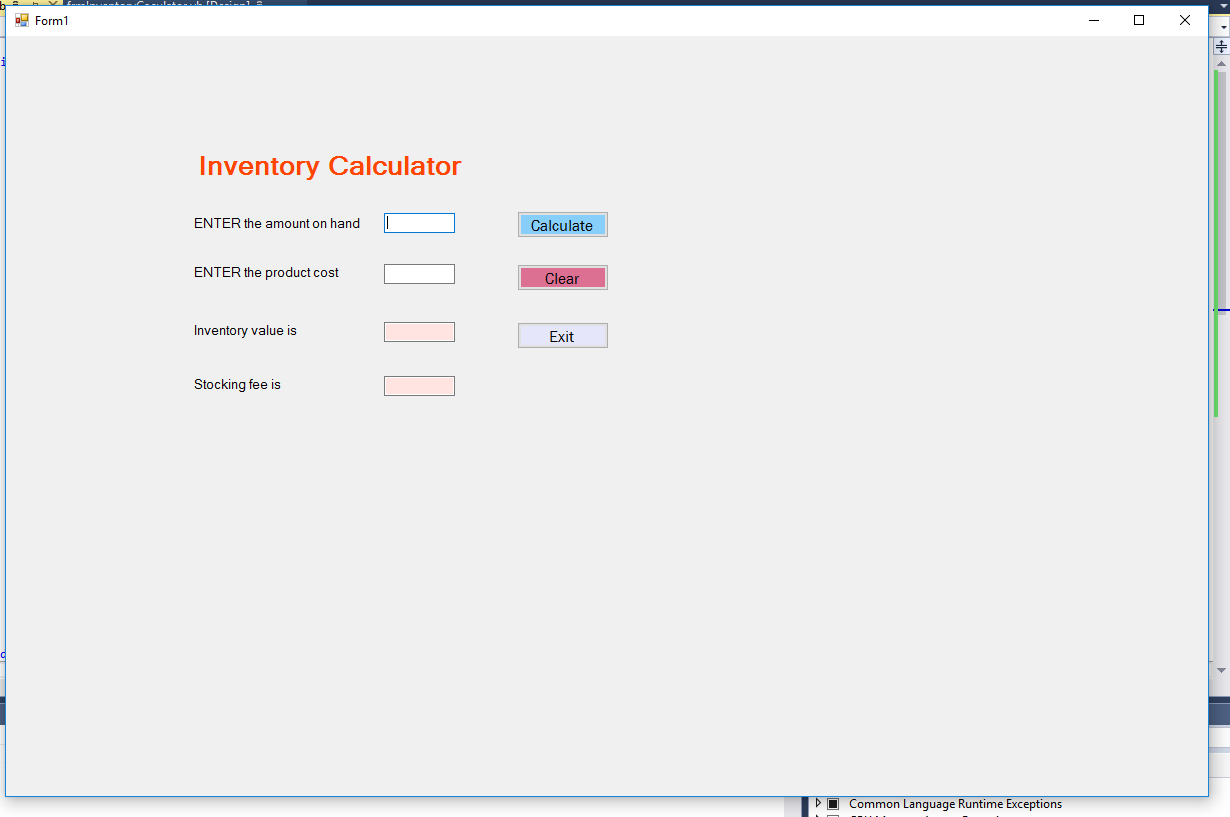 Form1
Inventory Calculator
ENTER the amount on hand
Calculate
ENTER the product cost
Clear
Inventory value is
Exit
Stocking fee is
Common Language Runtime Exceptions